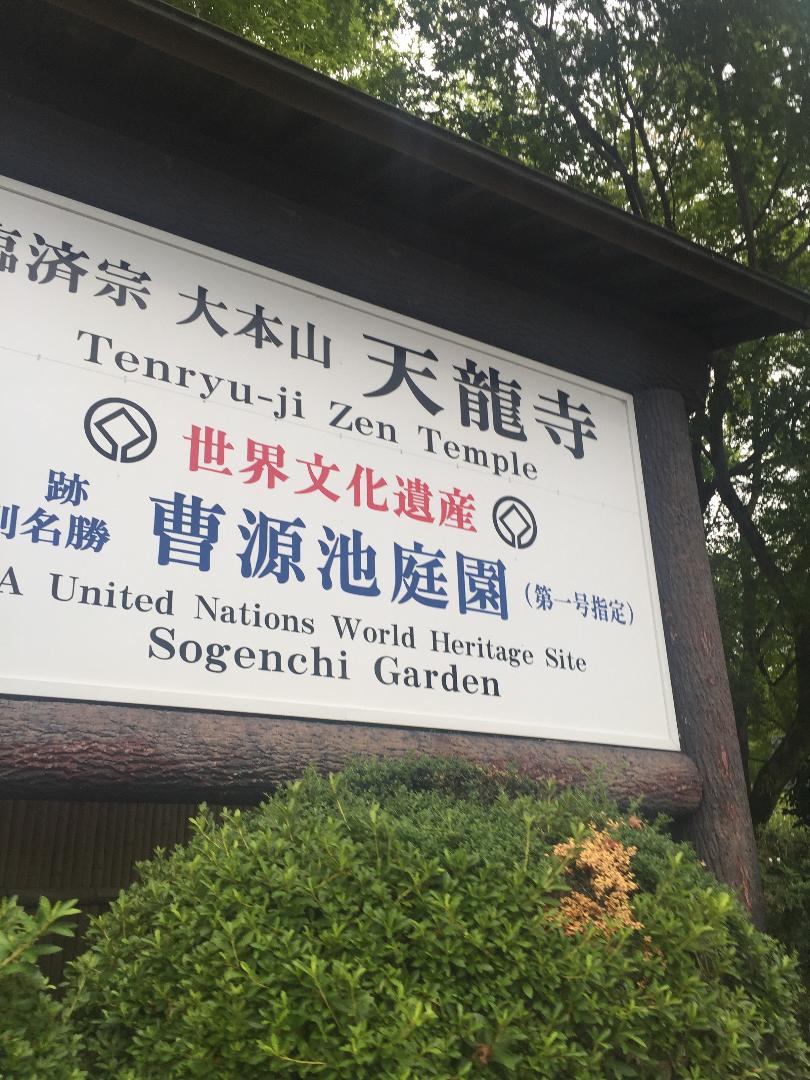 臨済宗 大本山 天龍寺
Tenryu-ji Zen Temple
世界文化遺産
跡
別名勝 曹源池庭園 (第一号指定)
A United Nations World Heritage Site
Sogenchi Garden